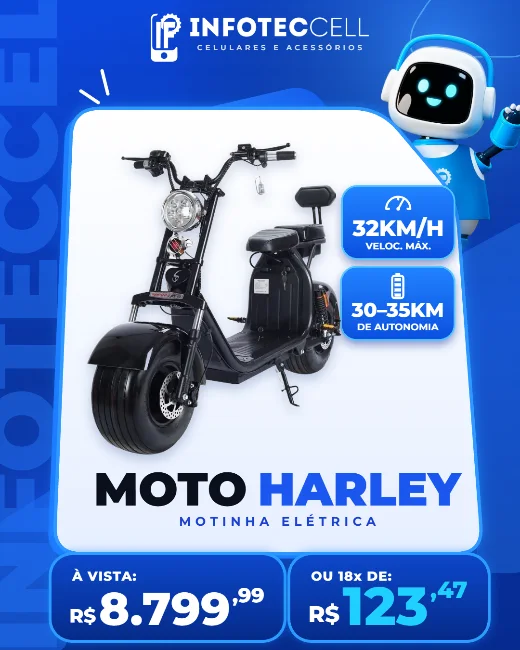 INFOTECCELL
CELULARES E ACESSÓRIOS
INFOTECCELL
32KM/H
VELOC. MÁX.
30–35KM
DE AUTONOMIA
MOTO HARLEY
MOTINHA ELÉTRICA
À VISTA:
R$8.799,99
OU 18x DE:
R$123,47